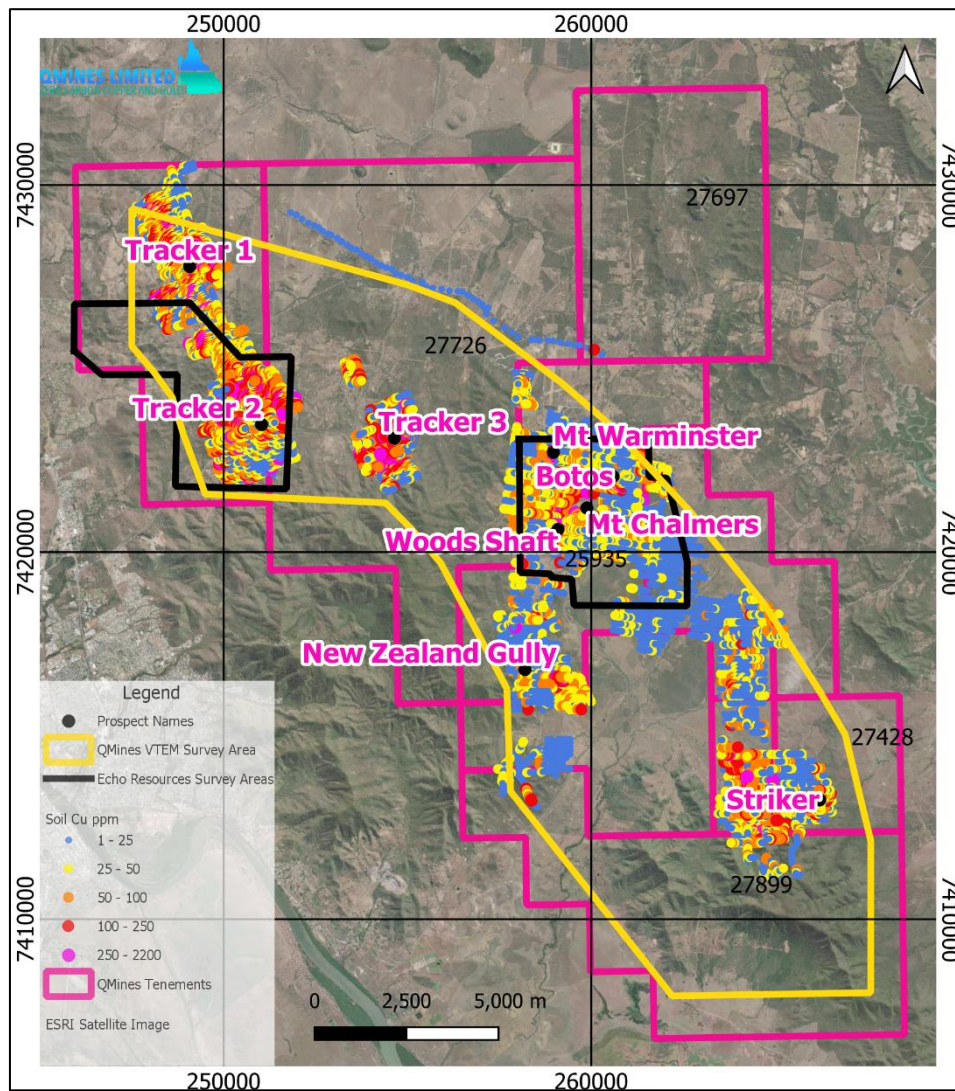 250000
260000
QMINES LIMITED
7430000
7430000
27697
Tracker 1
27726
Tracker 2
Tracker 3
Mt Warminster
Botos
Mt Chalmers
Woods Shaft
25935
7420000
7420000
New Zealand Gully
27428
Striker
27899
7410000
7410000
Legend
Prospect Names
QMines VTEM Survey Area
Echo Resources Survey Areas
Soil Cu ppm
1 - 25
25 - 50
50 - 100
100 - 250
250 - 2200
QMines Tenements
ESRI Satellite Image
0 2,500 5,000 m
250000
260000